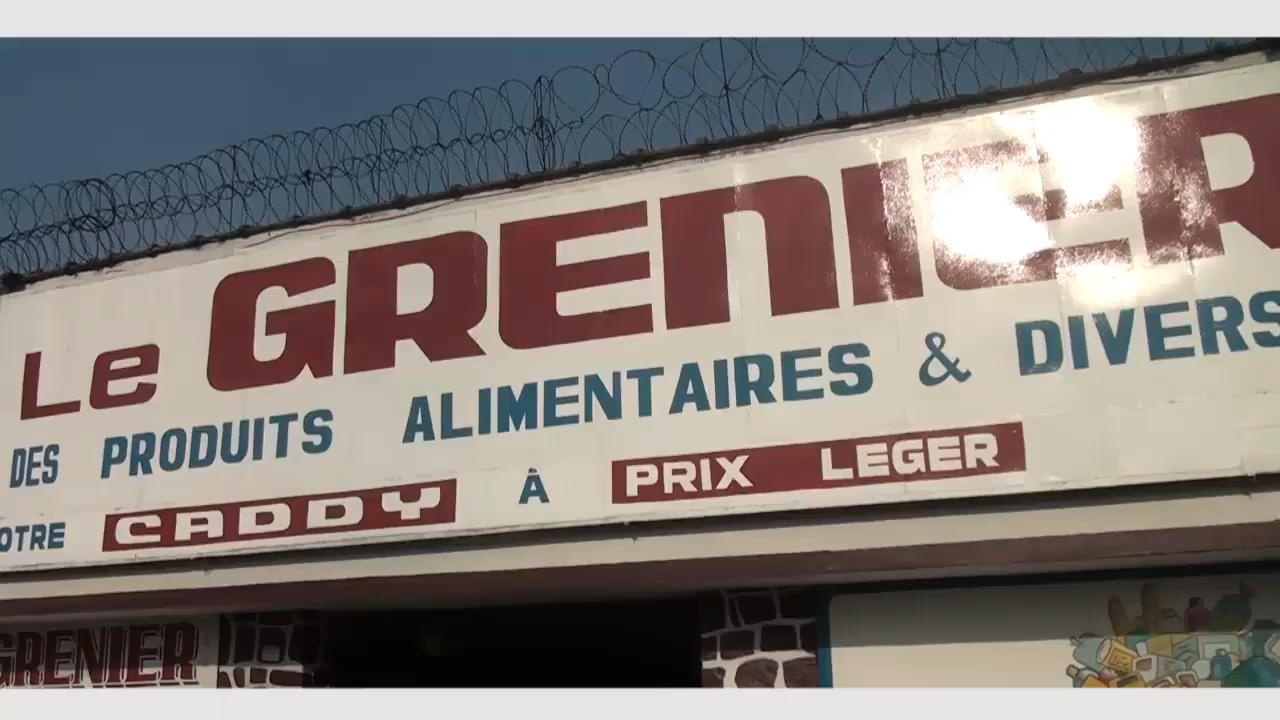 Le GRENIER
DES PRODUITS ALIMENTAIRES & DIVERS
OTRE CADDY À PRIX LEGER
GRENIER